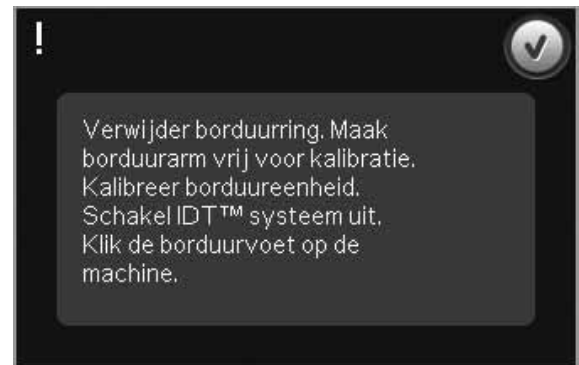 !
Verwijder borduurring. Maak
borduurarm vrij voor kalibratie.
Kalibreer borduureenheid.
Schakel IDT™ systeem uit.
Klik de borduurvoet op de
machine.